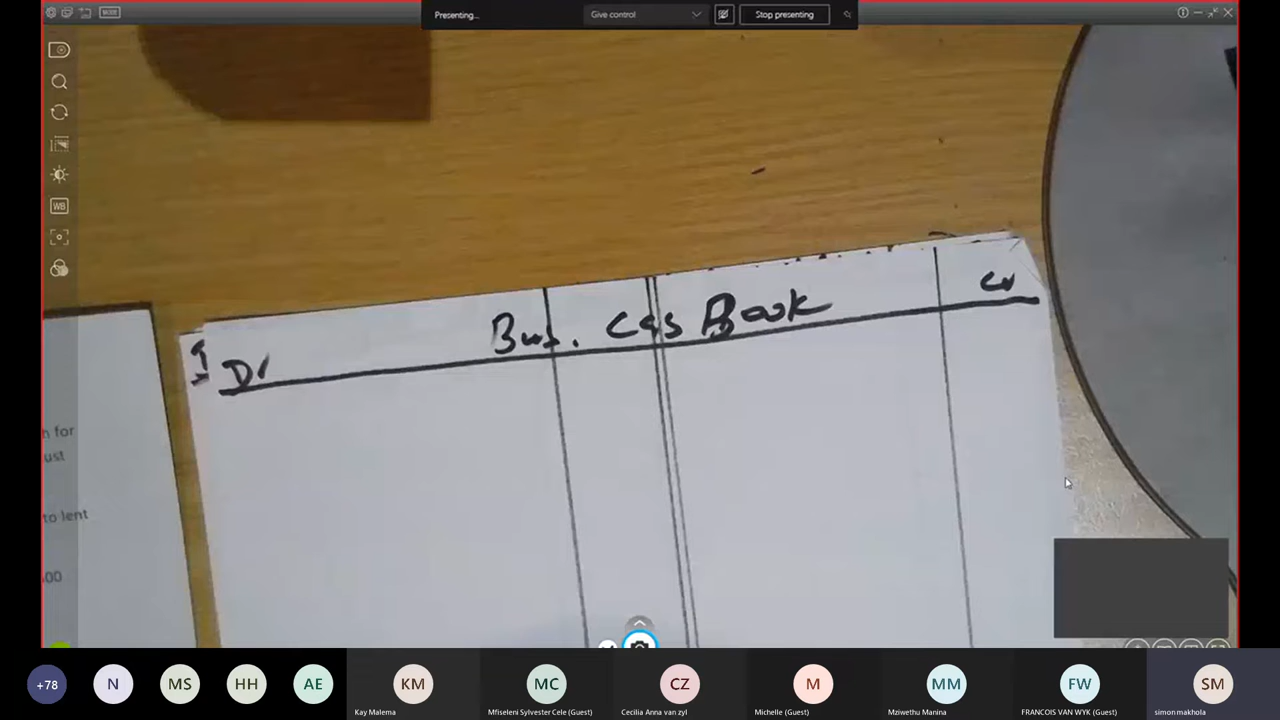 MODE
Presenting...
Give control
Stop presenting
WB
Dr
Bus. Cas Book
Cr
h for
ust
to lent
00
+78
N
MS
HH
AE
KM
MC
CZ
M
MM
FW
SM
Kay Malema
Mfiseleni Sylvester Cele (Guest)
Cecilia Anna van zyl
Michelle (Guest)
Mziwethu Manina
FRANCOIS VAN WYK (Guest)
simon makhola